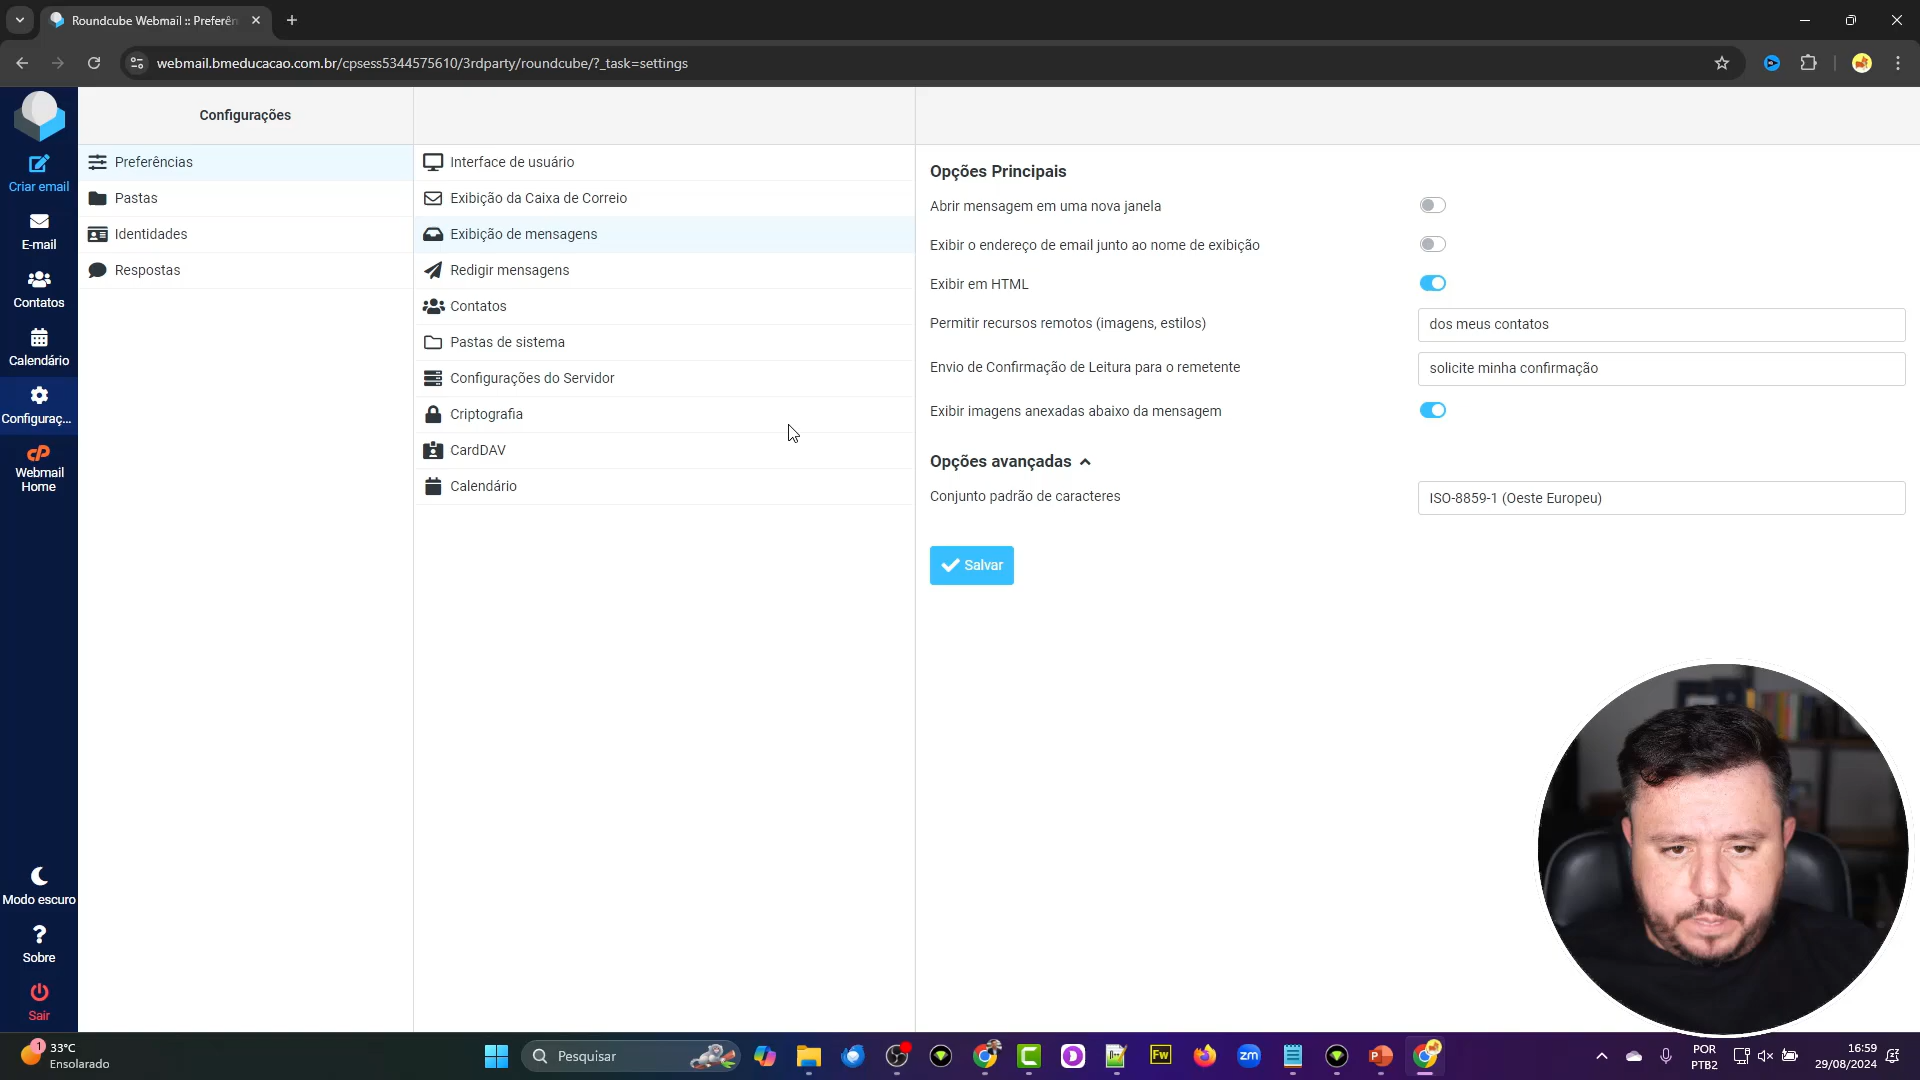 Roundcube Webmail :: Preferên
webmail.bmeducacao.com.br/cpsess5344575610/3rdparty/roundcube/?_task=settings
Criar email
E-mail
Contatos
Calendário
Configuraç...
cP
Webmail
Home
Modo escuro
Sobre
Sair
Configurações
Preferências
Pastas
Identidades
Respostas
Interface de usuário
Exibição da Caixa de Correio
Exibição de mensagens
Redigir mensagens
Contatos
Pastas de sistema
Configurações do Servidor
Criptografia
CardDAV
Calendário
Opções Principais
Abrir mensagem em uma nova janela
Exibir o endereço de email junto ao nome de exibição
Exibir em HTML
Permitir recursos remotos (imagens, estilos)
dos meus contatos
Envio de Confirmação de Leitura para o remetente
solicite minha confirmação
Exibir imagens anexadas abaixo da mensagem
Opções avançadas
Conjunto padrão de caracteres
ISO-8859-1 (Oeste Europeu)
Salvar
1
33°C
Ensolarado
Pesquisar
Fw
zm
POR
PTB2
16:59
29/08/2024